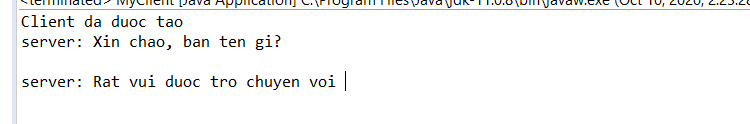 <terminated> MyClient [Java Application] C:\Program Files\Java\jdk-11.0.8\bin\javaw.exe (Oct 10, 2020, 2:23:28
Client da duoc tao
server: Xin chao, ban ten gi?
server: Rat vui duoc tro chuyen voi